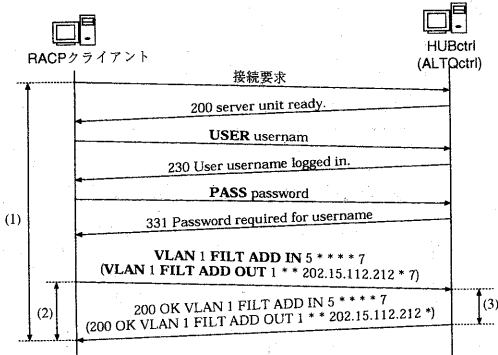 RACPクライアント
HUBctrl
(ALTQctrl)
接続要求
200 server unit ready.
USER usernam
230 User username logged in.
PASS password
331 Password required for username
(1)
VLAN 1 FILT ADD IN 5 * * * * 7
(VLAN 1 FILT ADD OUT 1 * * 202.15.112.212 * 7)
(2)
200 OK VLAN 1 FILT ADD IN 5 * * * * 7
(200 OK VLAN 1 FILT ADD OUT 1 * * 202.15.112.212 *)
(3)